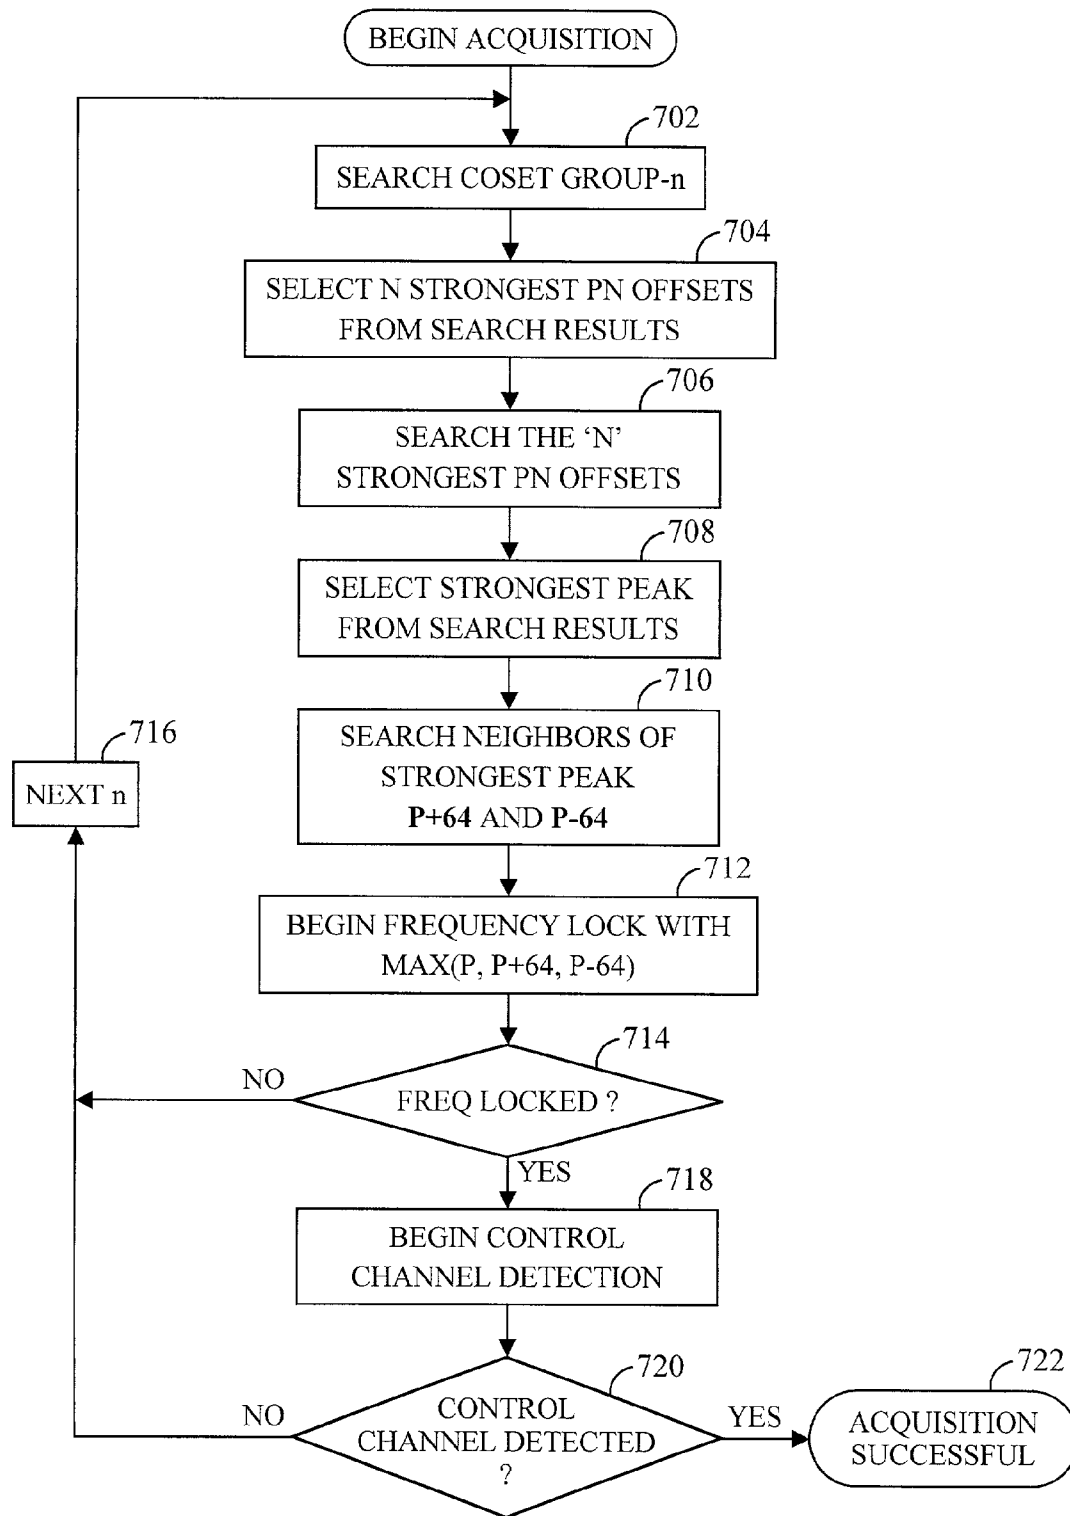 BEGIN ACQUISITION
702
SEARCH COSET GROUP-n
704
SELECT N STRONGEST PN OFFSETS
FROM SEARCH RESULTS
706
SEARCH THE ‘N’
STRONGEST PN OFFSETS
708
SELECT STRONGEST PEAK
FROM SEARCH RESULTS
710
SEARCH NEIGHBORS OF
STRONGEST PEAK
P+64 AND P-64
716
NEXT n
712
BEGIN FREQUENCY LOCK WITH
MAX(P, P+64, P-64)
714
NO
FREQ LOCKED ?
YES
718
BEGIN CONTROL
CHANNEL DETECTION
720
NO
CONTROL
CHANNEL DETECTED
?
YES
722
ACQUISITION
SUCCESSFUL